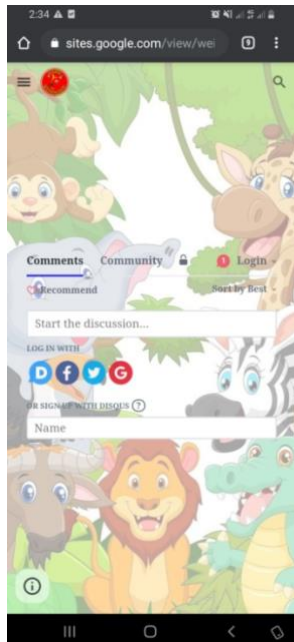 2:34
sites.google.com/view/wei
9
Comments Community 1 Login
Recommend Sort by Best
Start the discussion...
LOG IN WITH
D f G
OR SIGN UP WITH DISQUS ?
Name